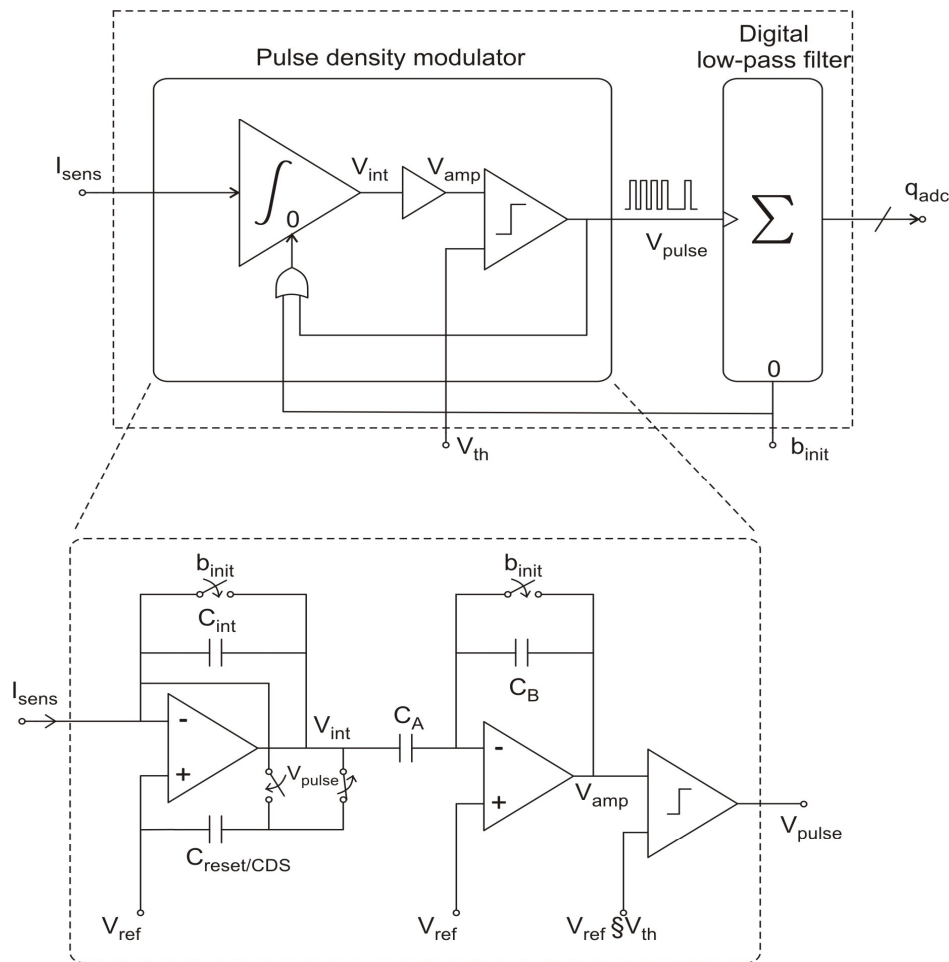 Pulse density modulator
Digital
low-pass filter
I_sens
∫
0
V_int
V_amp
V_pulse
Σ
q_adc
0
V_th
b_init
b_init
b_init
C_int
C_B
I_sens
V_int
C_A
-
+
V_pulse
-
+
V_amp
V_pulse
C_reset/CDS
V_ref
V_ref
V_ref §V_th